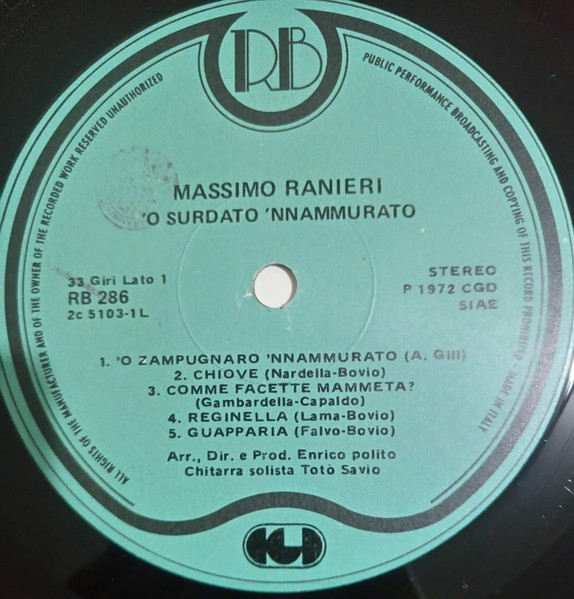 RB
ALL RIGHTS OF THE MANUFACTURER AND OF THE OWNER OF THE RECORDED WORK RESERVED UNAUTHORIZED
PUBLIC PERFORMANCE BROADCASTING AND COPYING OF THIS RECORD PROHIBITED - MADE IN ITALY
MASSIMO RANIERI
'O SURDATO 'NNAMMURATO
33 Giri Lato 1
RB 286
2c 5103-1L
STEREO
P 1972 CGD
SIAE
1. 'O ZAMPUGNARO 'NNAMMURATO (A. Gill)
2. CHIOVE (Nardella-Bovio)
3. COMME FACETTE MAMMETA?
(Gambardella-Capaldo)
4. REGINELLA (Lama-Bovio)
5. GUAPPARIA (Falvo-Bovio)
Arr., Dir. e Prod. Enrico polito
Chitarra solista Totò Savio